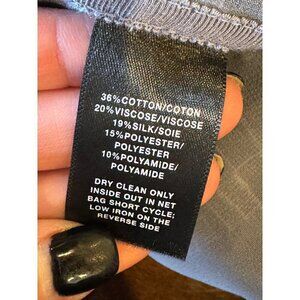 36%COTTON/COTON
20%VISCOSE/VISCOSE
19%SILK/SOIE
15%POLYESTER/
POLYESTER
10%POLYAMIDE/
POLYAMIDE
DRY CLEAN ONLY
INSIDE OUT IN NET
BAG SHORT CYCLE;
LOW IRON ON THE
REVERSE SIDE